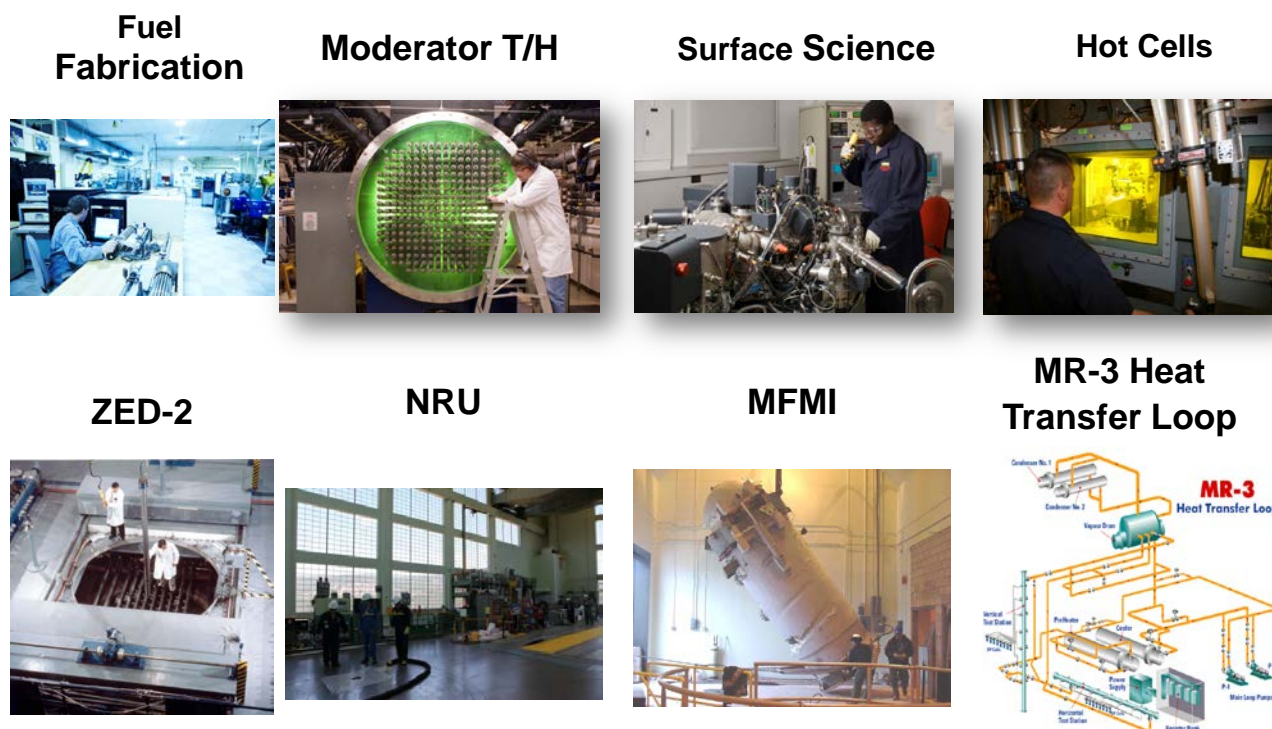 Fuel
Fabrication
Moderator T/H
Surface Science
Hot Cells
ZED-2
NRU
MFMI
MR-3 Heat
Transfer Loop
Condenser No. 1
Condenser No 2
MR-3
Heat Transfer Loo
Vapour Drum
Vertical
Test Station
PreHeater
Cooler
Power
Supply
P-1
Main Loop Pumps
Horizontal
Test Station